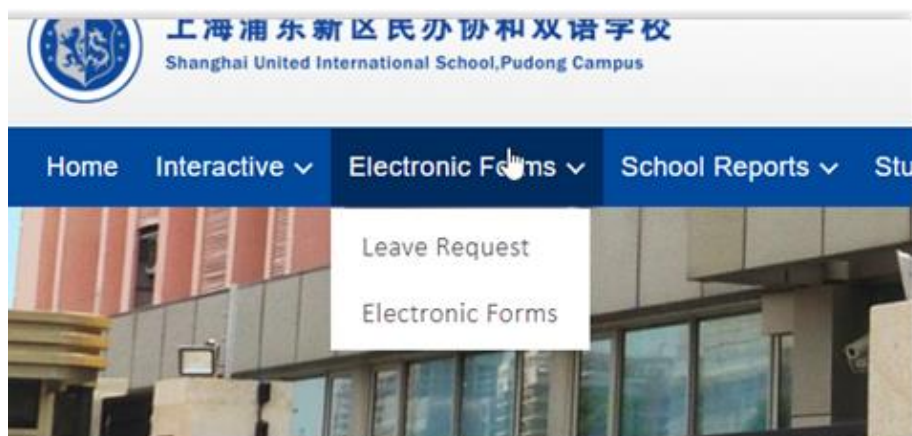 上海浦东新区民办协和双语学校
Shanghai United International School,Pudong Campus
Home Interactive Electronic Forms School Reports Stu
Leave Request
Electronic Forms